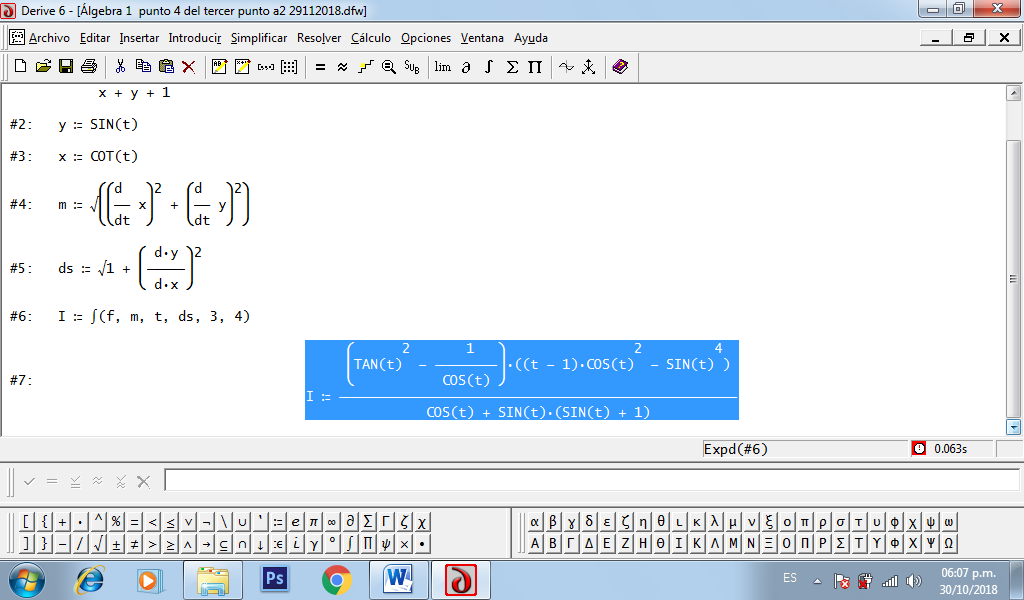 Derive 6 - [Álgebra 1 punto 4 del tercer punto a2 29112018.dfw]
Archivo Editar Insertar Introducir Simplificar Resolver Cálculo Opciones Ventana Ayuda
= ≈ SUB lim ∂ ∫ Σ Π
x + y + 1
#2: y := SIN(t)
#3: x := COT(t)
#4: m := √((d/dt x)^2 + (d/dt y)^2)
#5: ds := √1 + (d·y/d·x)^2
#6: I := ∫(f, m, t, ds, 3, 4)
#7: I := (TAN(t)^2 − 1/COS(t))·((t − 1)·COS(t)^2 − SIN(t)^4) / COS(t) + SIN(t)·(SIN(t) + 1)
Expd(#6) 0.063s
[ { + · ^ % = < ≤ ∨ ¬ \ ∪ ' := e π ∞ ∂ Σ Γ ζ χ
α β γ δ ε ζ η θ ι κ λ μ ν ξ ο π ρ σ τ υ φ χ ψ ω
] } − / √ ± ≠ > ≥ ∧ → ⊆ ∩ ↓ :∈ i γ ° ∫ Π ψ × •
Α Β Γ Δ Ε Ζ Η Θ Ι Κ Λ Μ Ν Ξ Ο Π Ρ Σ Τ Υ Φ Χ Ψ Ω
Ps W ES 06:07 p.m.
30/10/2018